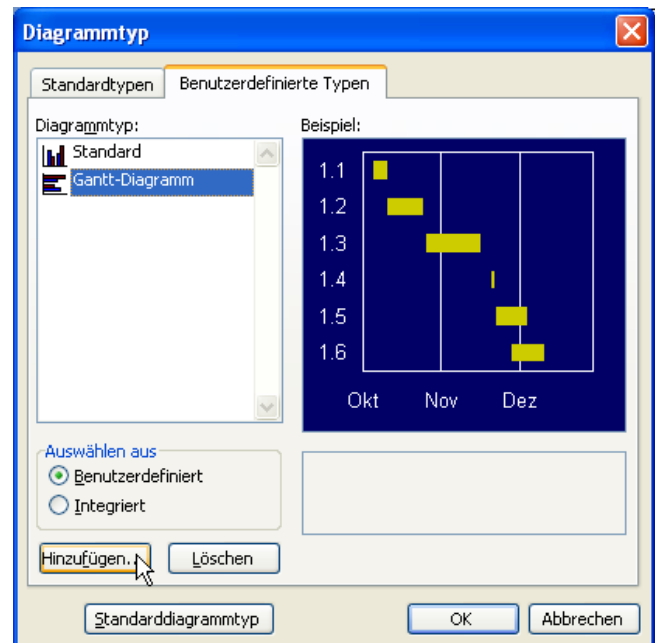 Diagrammtyp
Standardtypen
Benutzerdefinierte Typen
Diagrammtyp:
Standard
Gantt-Diagramm
Beispiel:
1.1
1.2
1.3
1.4
1.5
1.6
Okt Nov Dez
Auswählen aus
Benutzerdefiniert
Integriert
Hinzufügen...
Löschen
Standarddiagrammtyp
OK
Abbrechen